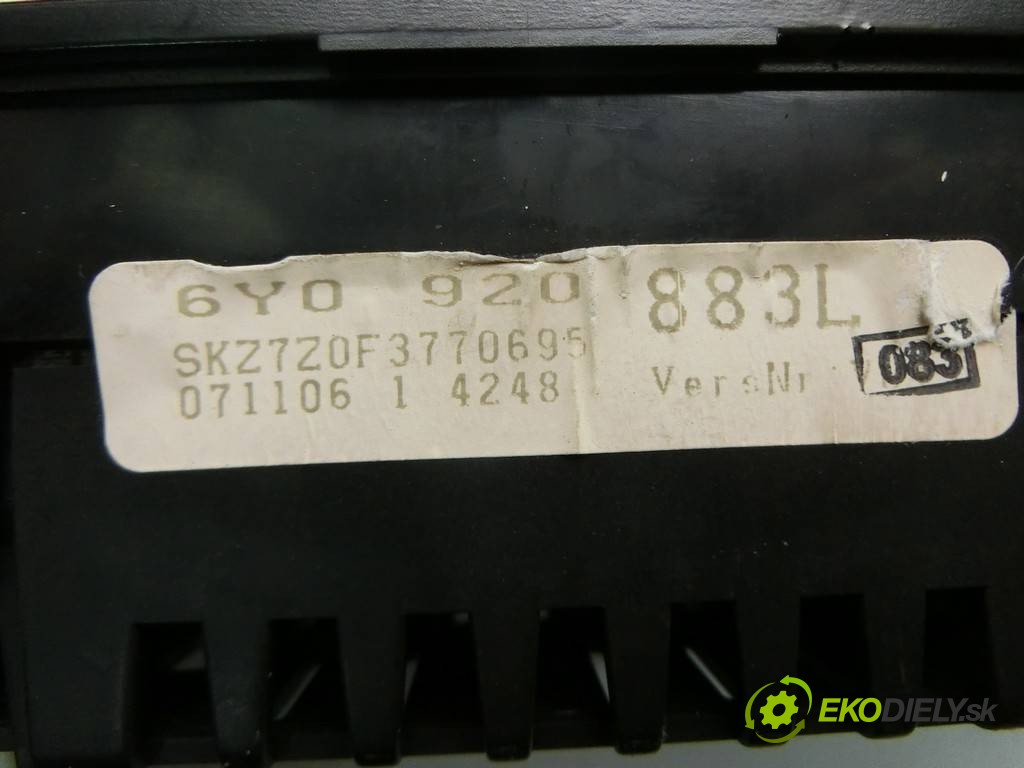 6Y0 920 883L
SKZ7Z0F3770695
071106 1 4248 VersNr 083
EKODIELY.sk